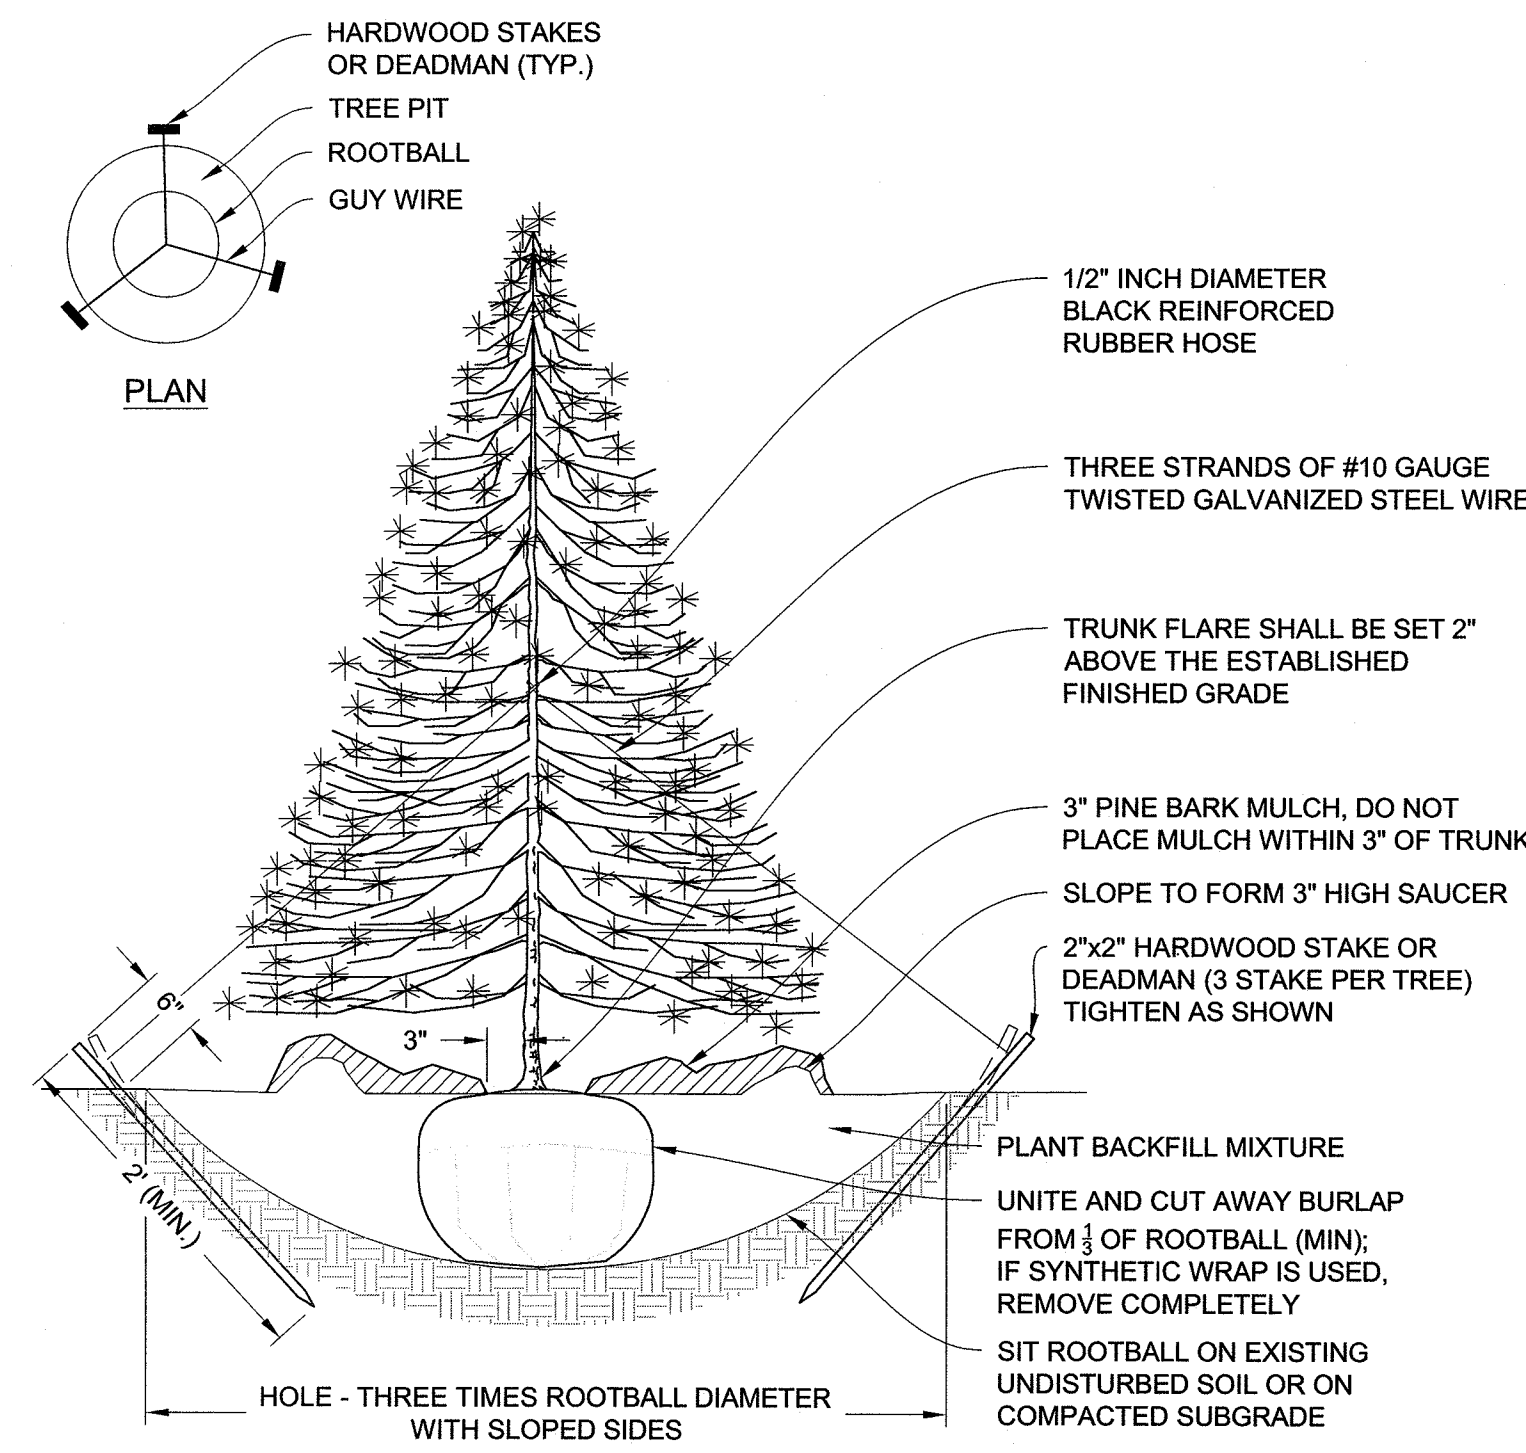 HARDWOOD STAKES
OR DEADMAN (TYP.)
TREE PIT
ROOTBALL
GUY WIRE
PLAN
1/2" INCH DIAMETER
BLACK REINFORCED
RUBBER HOSE
THREE STRANDS OF #10 GAUGE
TWISTED GALVANIZED STEEL WIRE
TRUNK FLARE SHALL BE SET 2"
ABOVE THE ESTABLISHED
FINISHED GRADE
3" PINE BARK MULCH, DO NOT
PLACE MULCH WITHIN 3" OF TRUNK
SLOPE TO FORM 3" HIGH SAUCER
2"x2" HARDWOOD STAKE OR
DEADMAN (3 STAKE PER TREE)
TIGHTEN AS SHOWN
6"
3"
2' (MIN.)
PLANT BACKFILL MIXTURE
UNITE AND CUT AWAY BURLAP
FROM 1/3 OF ROOTBALL (MIN);
IF SYNTHETIC WRAP IS USED,
REMOVE COMPLETELY
SIT ROOTBALL ON EXISTING
UNDISTURBED SOIL OR ON
COMPACTED SUBGRADE
HOLE - THREE TIMES ROOTBALL DIAMETER
WITH SLOPED SIDES